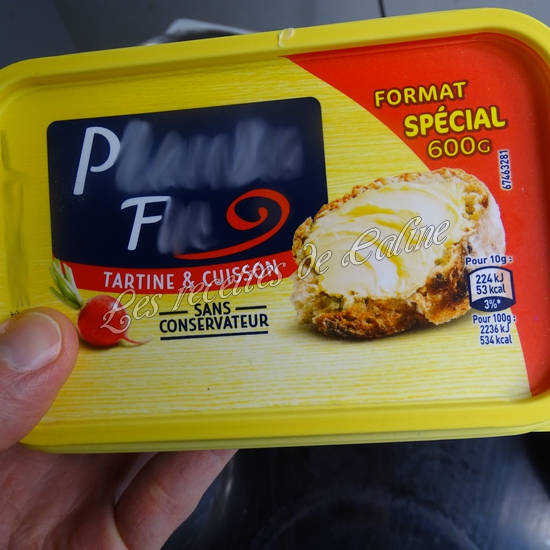 FORMAT
SPÉCIAL
600G
67463281
P
F
TARTINE & CUISSON
SANS
CONSERVATEUR
Les recettes de Caline
Pour 10g :
224 kJ
53 kcal
3%*
Pour 100g :
2236 kJ
534 kcal